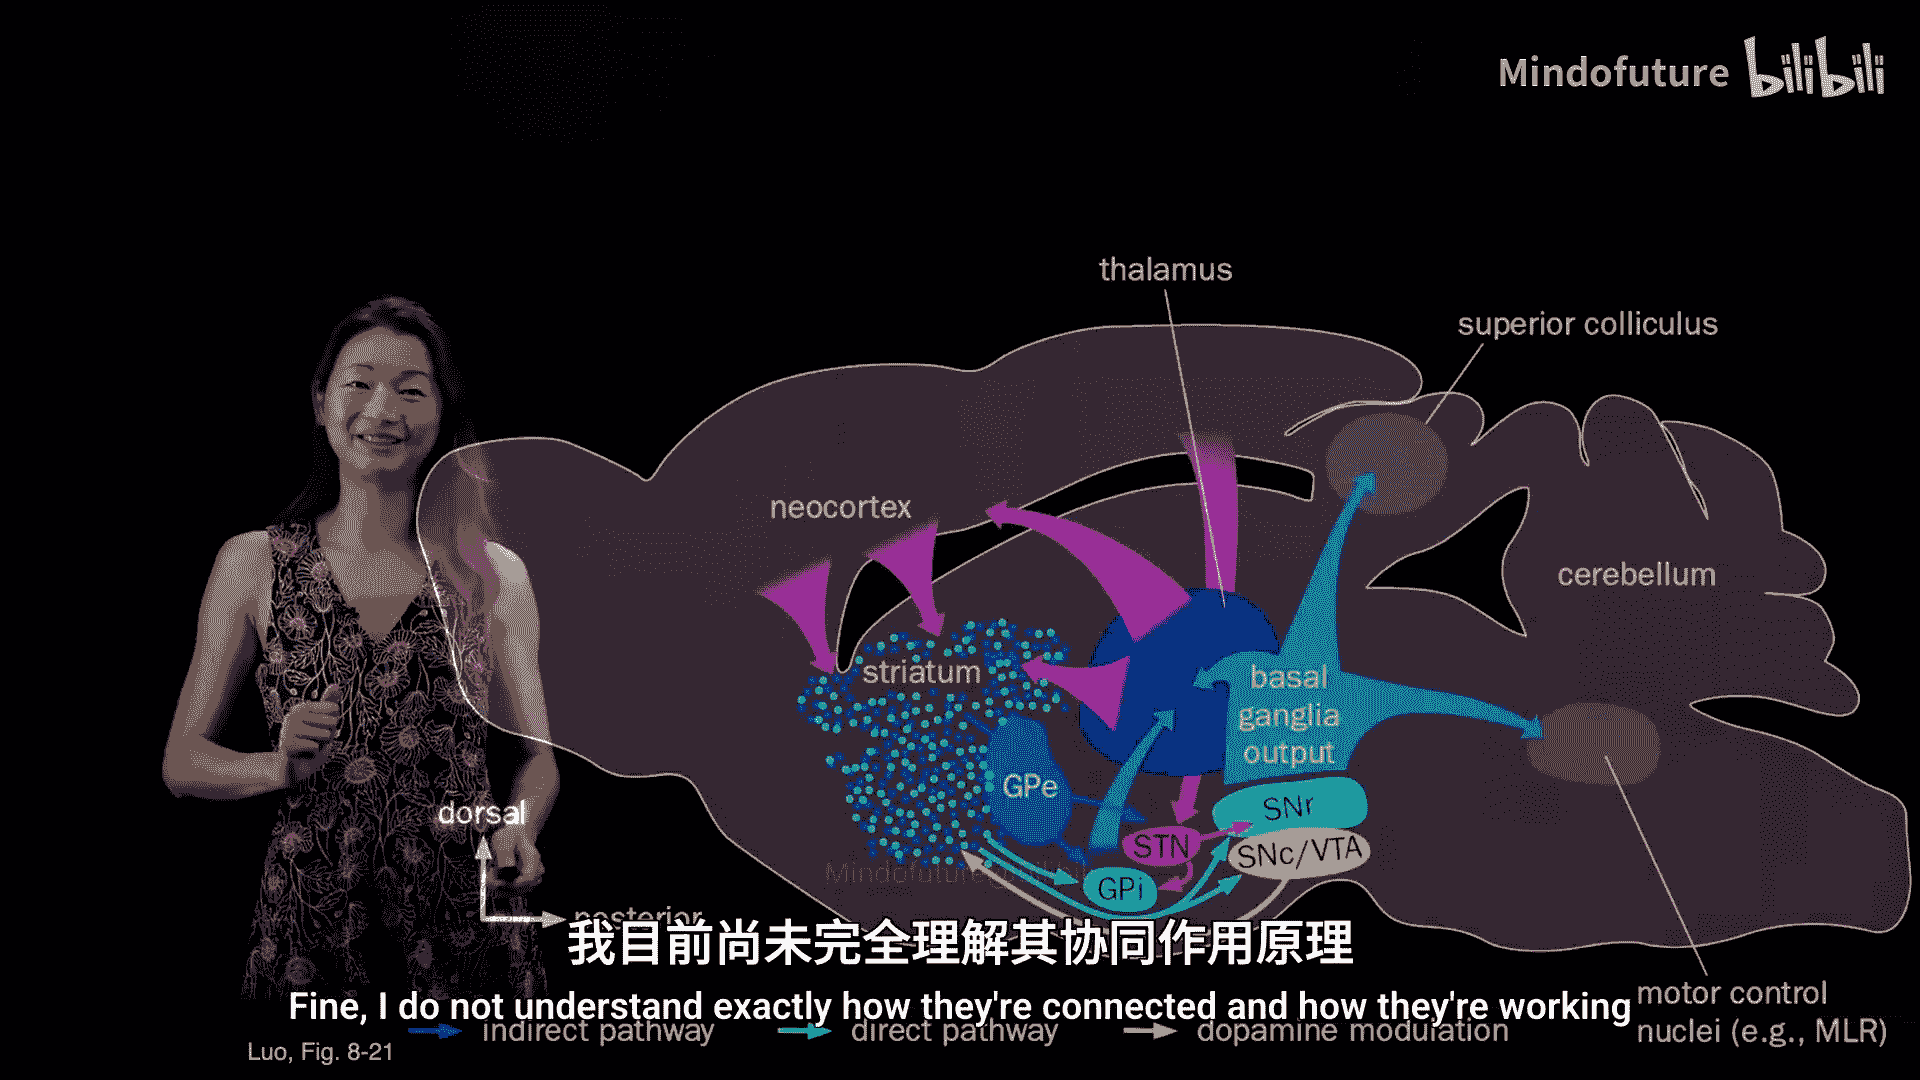 Mindofuture bilibili
thalamus
superior colliculus
neocortex
cerebellum
striatum
basal
ganglia
output
GPe
SNr
STN
SNc/VTA
GPi
dorsal
posterior
我目前尚未完全理解其协同作用原理
Fine, I do not understand exactly how they're connected and how they're working
motor control
nuclei (e.g., MLR)
indirect pathway
direct pathway
dopamine modulation
Luo, Fig. 8-21